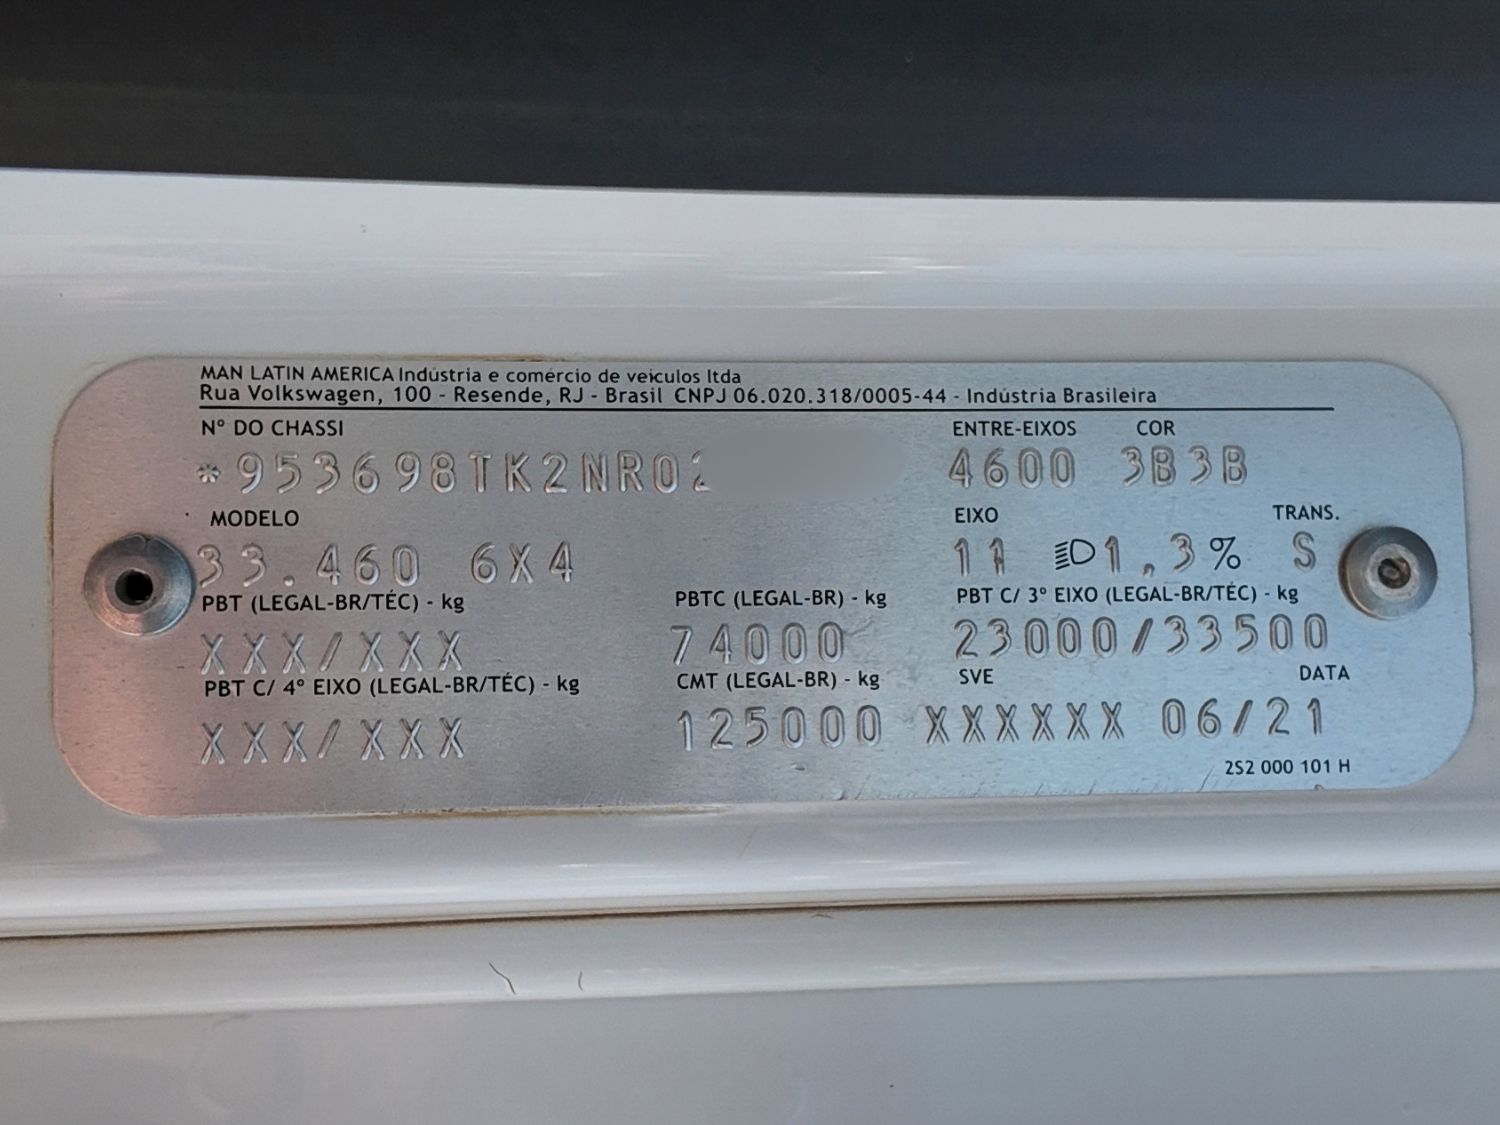 MAN LATIN AMERICA Indústria e comércio de veículos ltda
Rua Volkswagen, 100 - Resende, RJ - Brasil CNPJ 06.020.318/0005-44 - Indústria Brasileira
Nº DO CHASSI ENTRE-EIXOS COR
*953698TK2NR02 4600 3B3B
MODELO EIXO TRANS.
33.460 6X4 11 1,3% S
PBT (LEGAL-BR/TÉC) - kg PBTC (LEGAL-BR) - kg PBT C/ 3º EIXO (LEGAL-BR/TÉC) - kg
XXX/XXX 74000 23000/33500
PBT C/ 4º EIXO (LEGAL-BR/TÉC) - kg CMT (LEGAL-BR) - kg SVE DATA
XXX/XXX 125000 XXXXXX 06/21
2S2 000 101 H